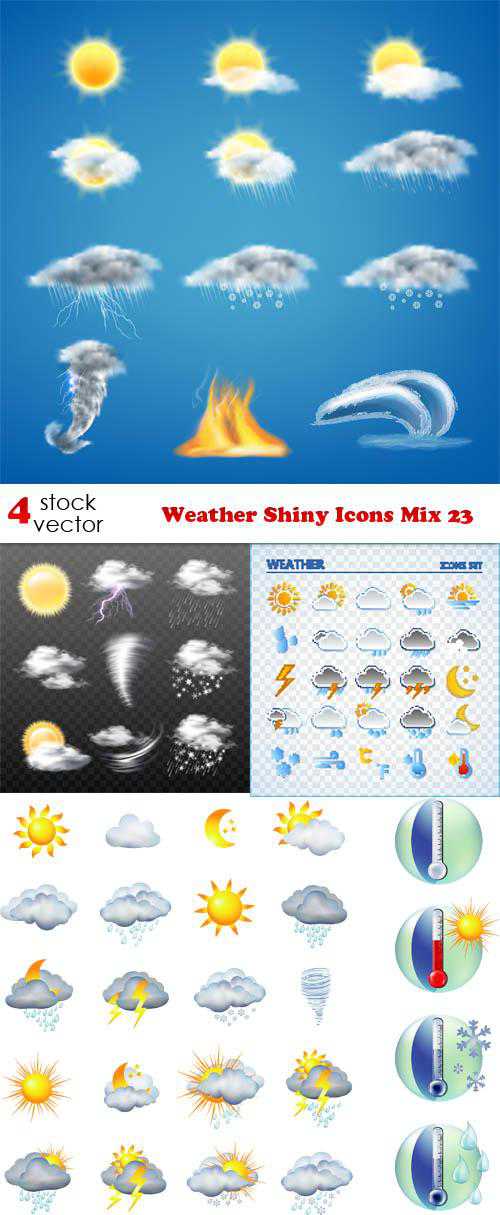 4 stock
vector
Weather Shiny Icons Mix 23
WEATHER
ICONS SET
°C °F